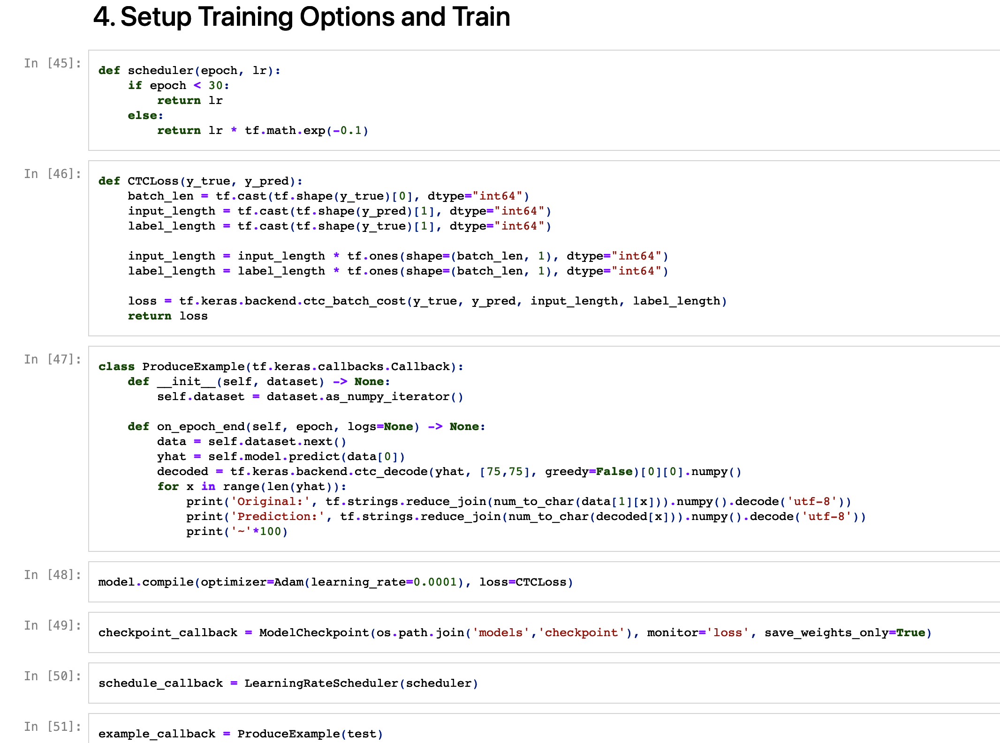 4. Setup Training Options and Train
In [45]:
def scheduler(epoch, lr):
    if epoch < 30:
        return lr
    else:
        return lr * tf.math.exp(-0.1)
In [46]:
def CTCLoss(y_true, y_pred):
    batch_len = tf.cast(tf.shape(y_true)[0], dtype="int64")
    input_length = tf.cast(tf.shape(y_pred)[1], dtype="int64")
    label_length = tf.cast(tf.shape(y_true)[1], dtype="int64")

    input_length = input_length * tf.ones(shape=(batch_len, 1), dtype="int64")
    label_length = label_length * tf.ones(shape=(batch_len, 1), dtype="int64")

    loss = tf.keras.backend.ctc_batch_cost(y_true, y_pred, input_length, label_length)
    return loss
In [47]:
class ProduceExample(tf.keras.callbacks.Callback):
    def __init__(self, dataset) -> None:
        self.dataset = dataset.as_numpy_iterator()

    def on_epoch_end(self, epoch, logs=None) -> None:
        data = self.dataset.next()
        yhat = self.model.predict(data[0])
        decoded = tf.keras.backend.ctc_decode(yhat, [75,75], greedy=False)[0][0].numpy()
        for x in range(len(yhat)):
            print('Original:', tf.strings.reduce_join(num_to_char(data[1][x])).numpy().decode('utf-8'))
            print('Prediction:', tf.strings.reduce_join(num_to_char(decoded[x])).numpy().decode('utf-8'))
            print('~'*100)
In [48]:
model.compile(optimizer=Adam(learning_rate=0.0001), loss=CTCLoss)
In [49]:
checkpoint_callback = ModelCheckpoint(os.path.join('models','checkpoint'), monitor='loss', save_weights_only=True)
In [50]:
schedule_callback = LearningRateScheduler(scheduler)
In [51]:
example_callback = ProduceExample(test)